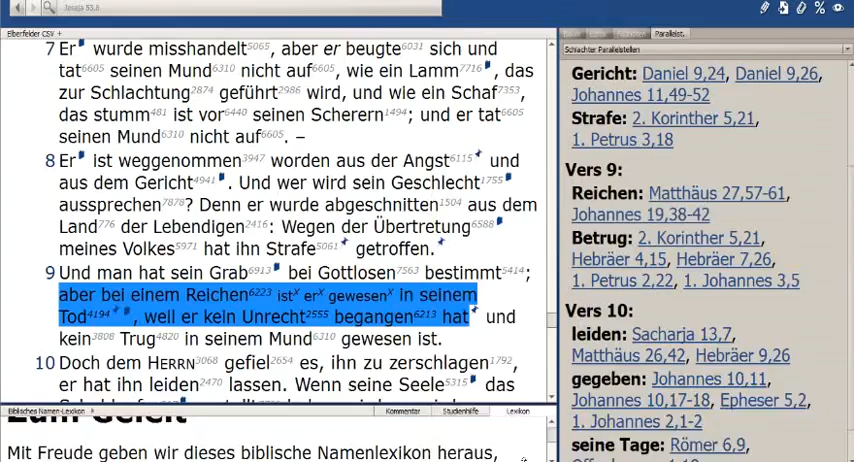 Jesaja 53,8
Elberfelder CSV +
7 Er wurde misshandelt5065, aber er beugte6031 sich und
tat6605 seinen Mund6310 nicht auf6605, wie ein Lamm7716, das
zur Schlachtung2874 geführt2986 wird, und wie ein Schaf7353,
das stumm481 ist vor6440 seinen Scherern1494; und er tat6605
seinen Mund6310 nicht auf6605. –
8 Er ist weggenommen3947 worden aus der Angst6115 und
aus dem Gericht4941. Und wer wird sein Geschlecht1755
aussprechen7878? Denn er wurde abgeschnitten1504 aus dem
Land776 der Lebendigen2416: Wegen der Übertretung6588
meines Volkes5971 hat ihn Strafe5061 getroffen.
9 Und man hat sein Grab6913 bei Gottlosen7563 bestimmt5414;
aber bei einem Reichen6223 istx erx gewesenx in seinem
Tod4194, weil er kein Unrecht2555 begangen6213 hat und
kein3808 Trug4820 in seinem Mund6310 gewesen ist.
10 Doch dem HERRN3068 gefiel2654 es, ihn zu zerschlagen1792,
er hat ihn leiden2470 lassen. Wenn seine Seele5315 das
Biblisches Namen-Lexikon
Kommentar
Studienhilfe
Lexikon
Zum Geleit
Mit Freude geben wir dieses biblische Namenlexikon heraus,
Parallelst.
Schlachter Parallelstellen
Gericht: Daniel 9,24, Daniel 9,26,
Johannes 11,49-52
Strafe: 2. Korinther 5,21,
1. Petrus 3,18
Vers 9:
Reichen: Matthäus 27,57-61,
Johannes 19,38-42
Betrug: 2. Korinther 5,21,
Hebräer 4,15, Hebräer 7,26,
1. Petrus 2,22, 1. Johannes 3,5
Vers 10:
leiden: Sacharja 13,7,
Matthäus 26,42, Hebräer 9,26
gegeben: Johannes 10,11,
Johannes 10,17-18, Epheser 5,2,
1. Johannes 2,1-2
seine Tage: Römer 6,9,